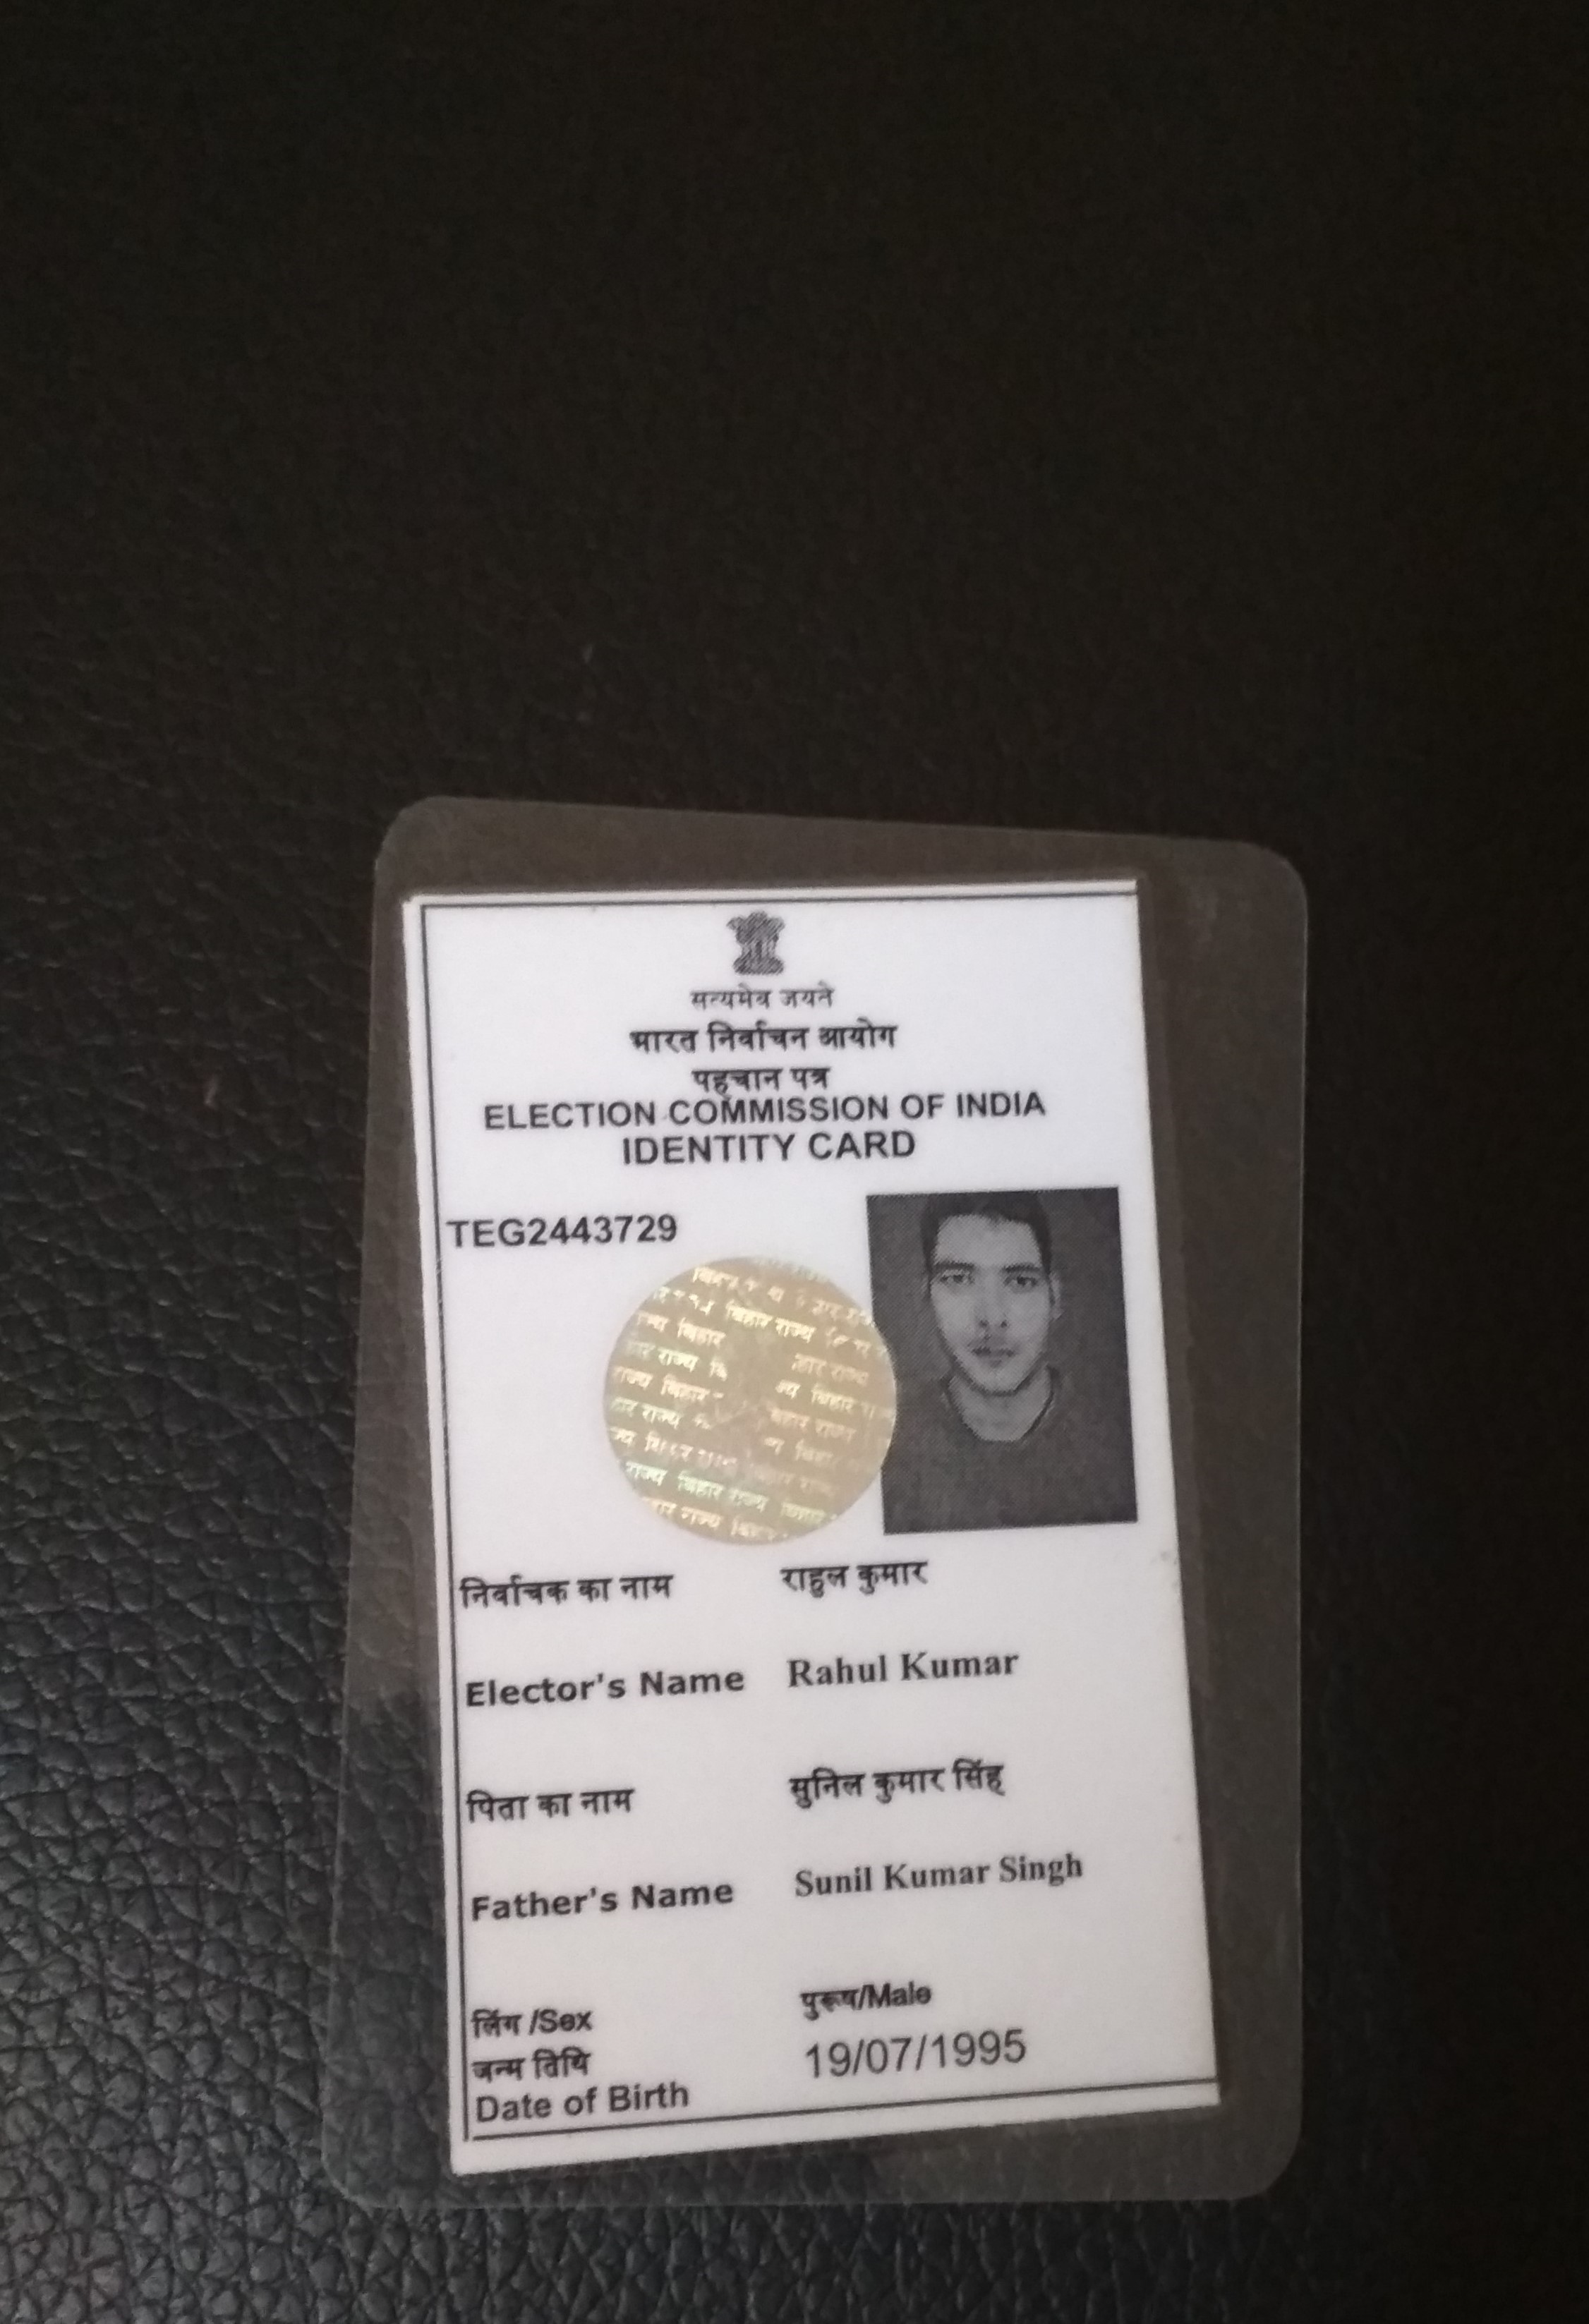 सत्यमेव जयते
भारत निर्वाचन आयोग
पहचान पत्र
ELECTION COMMISSION OF INDIA
IDENTITY CARD
TEG2443729
बिहार राज्य
राज्य बिहार
बिहार राज्य बिहार
निर्वाचक का नाम राहुल कुमार
Elector's Name Rahul Kumar
पिता का नाम सुनिल कुमार सिंह
Father's Name Sunil Kumar Singh
लिंग /Sex पुरूष/Male
जन्म तिथि 19/07/1995
Date of Birth